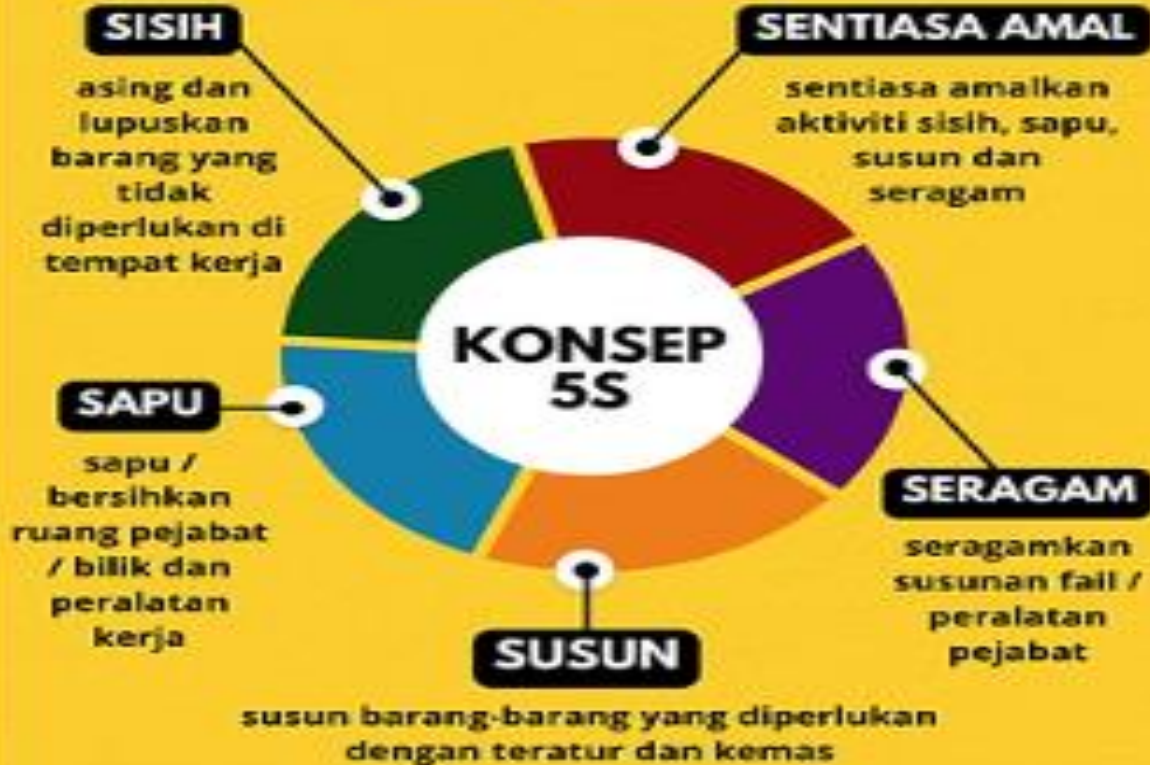 SISIH
asing dan
lupuskan
barang yang
tidak
diperlukan di
tempat kerja
SENTIASA AMAL
sentiasa amalkan
aktiviti sisih, sapu,
susun dan
seragam
KONSEP
5S
SAPU
sapu /
bersihkan
ruang pejabat
/ bilik dan
peralatan
kerja
SERAGAM
seragamkan
susunan fail /
peralatan
pejabat
SUSUN
susun barang-barang yang diperlukan
dengan teratur dan kemas